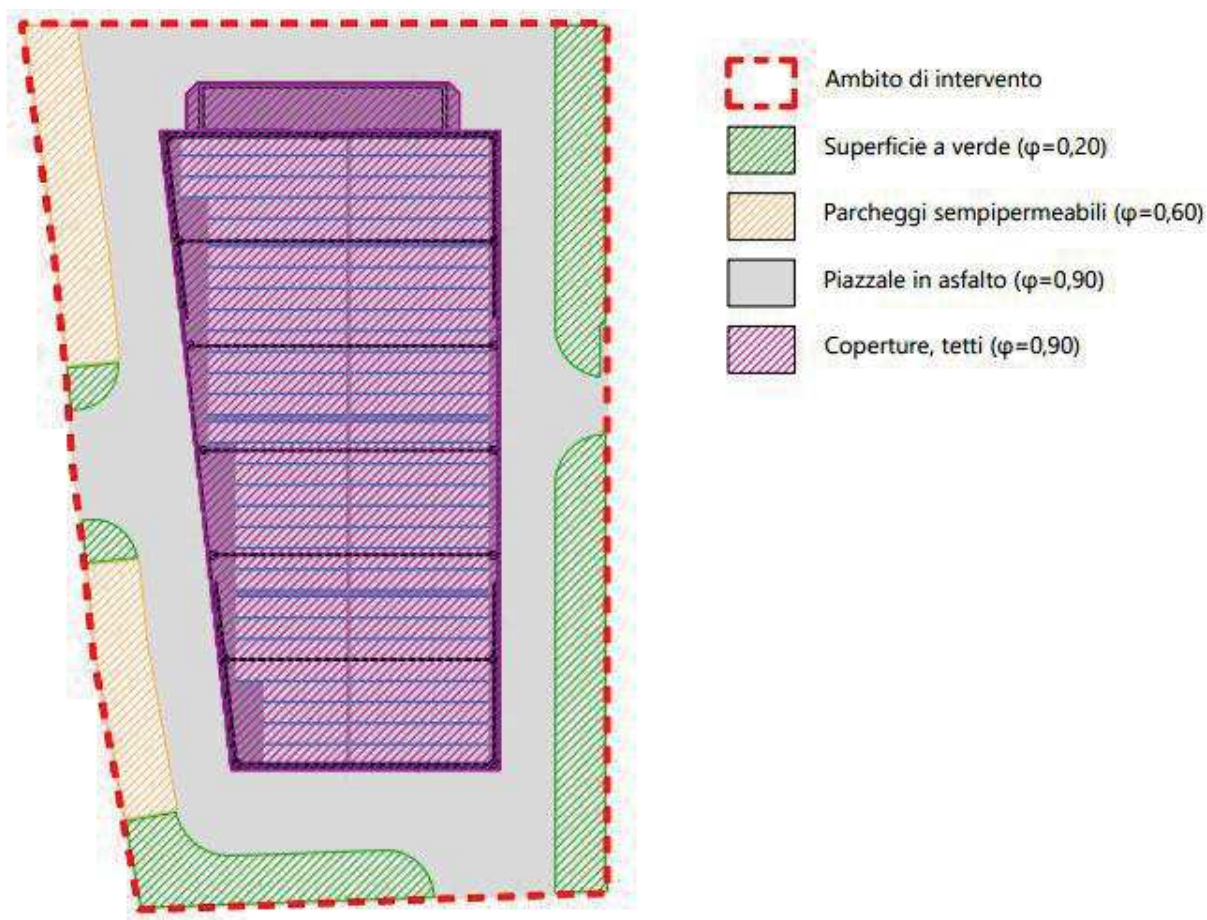 Ambito di intervento
Superficie a verde (φ=0,20)
Parcheggi sempipermeabili (φ=0,60)
Piazzale in asfalto (φ=0,90)
Coperture, tetti (φ=0,90)